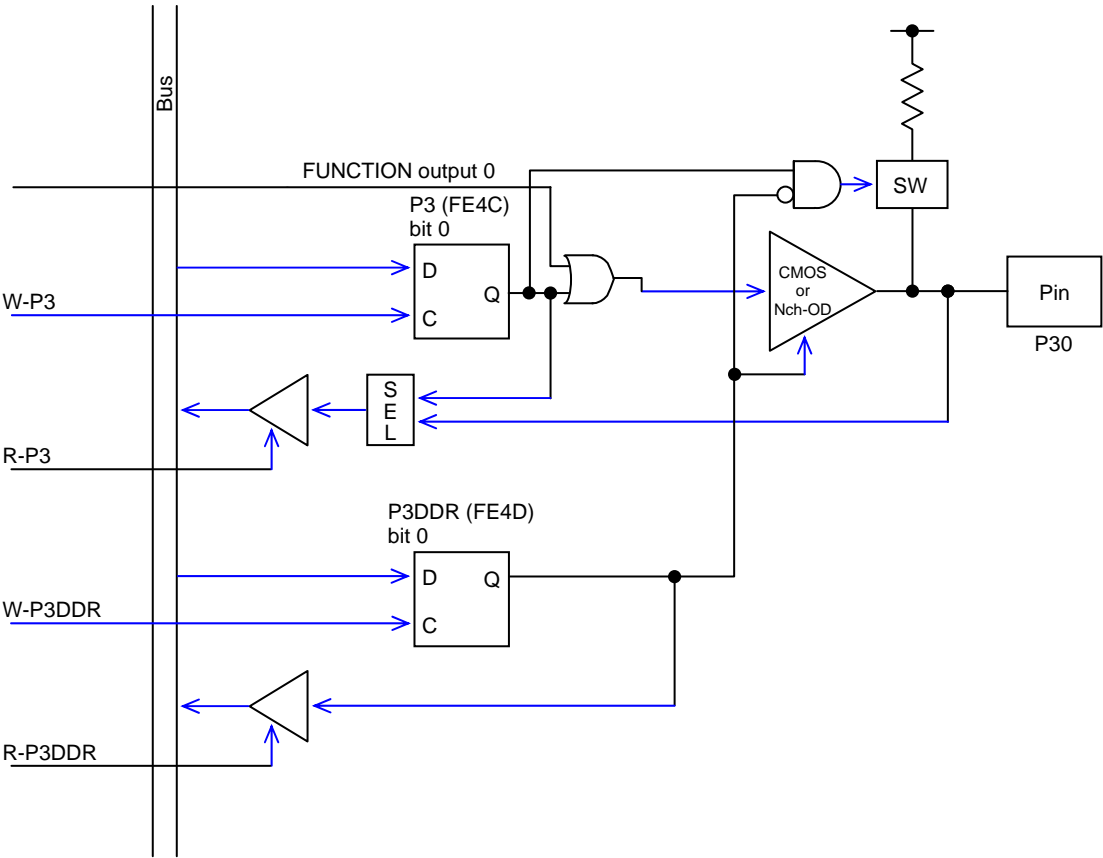 Bus
FUNCTION output 0
P3 (FE4C)
bit 0
SW
D
Q
C
W-P3
CMOS
or
Nch-OD
Pin
P30
S
E
L
R-P3
P3DDR (FE4D)
bit 0
D
Q
C
W-P3DDR
R-P3DDR